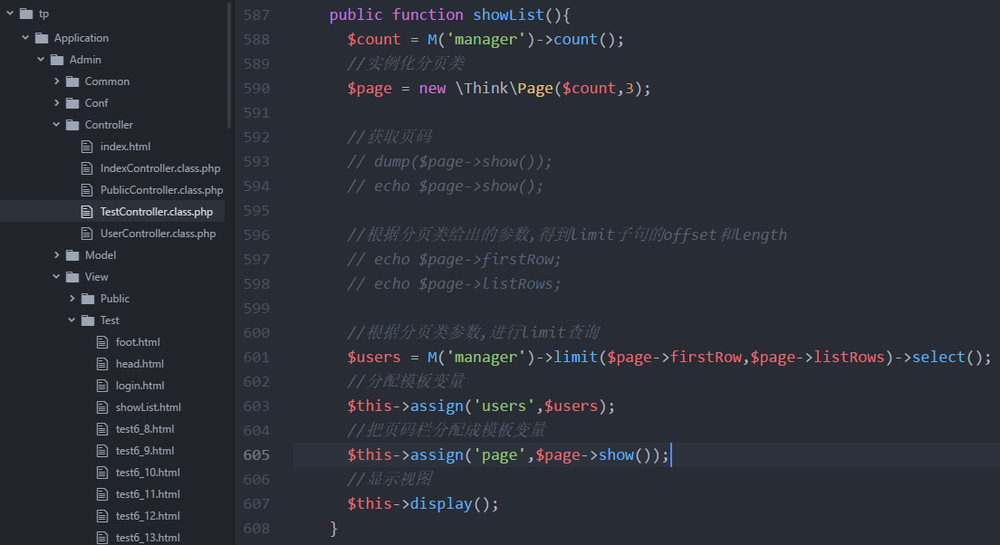 tp
Application
Admin
Common
Conf
Controller
index.html
IndexController.class.php
PublicController.class.php
TestController.class.php
UserController.class.php
Model
View
Public
Test
foot.html
head.html
login.html
showList.html
test6_8.html
test6_9.html
test6_10.html
test6_11.html
test6_12.html
test6_13.html
587 public function showList(){
588 $count = M('manager')->count();
589 //实例化分页类
590 $page = new \Think\Page($count,3);
591
592 //获取页码
593 // dump($page->show());
594 // echo $page->show();
595
596 //根据分页类给出的参数,得到limit子句的offset和length
597 // echo $page->firstRow;
598 // echo $page->listRows;
599
600 //根据分页类参数,进行limit查询
601 $users = M('manager')->limit($page->firstRow,$page->listRows)->select();
602 //分配模板变量
603 $this->assign('users',$users);
604 //把页码栏分配成模板变量
605 $this->assign('page',$page->show());
606 //显示视图
607 $this->display();
608 }